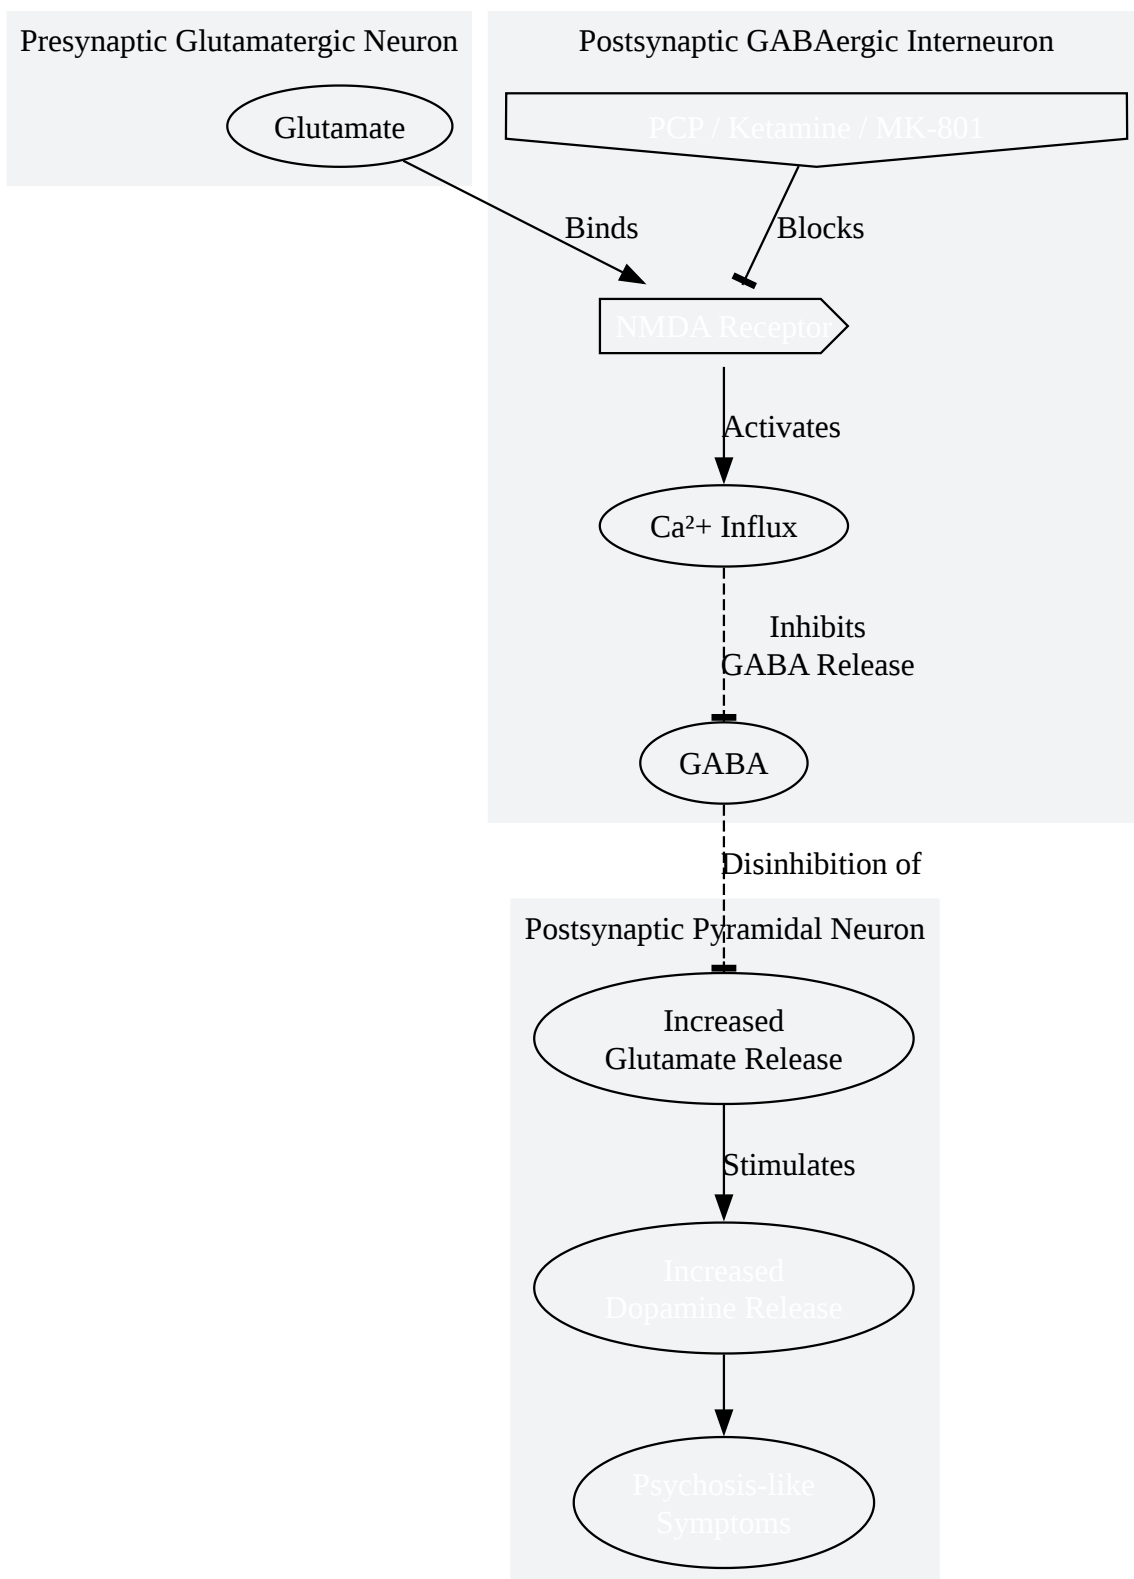 Presynaptic Glutamatergic Neuron
Postsynaptic GABAergic Interneuron
Glutamate
PCP / Ketamine / MK-801
Binds
Blocks
NMDA Receptor
Activates
Ca²+ Influx
Inhibits
GABA Release
GABA
Disinhibition of
Postsynaptic Pyramidal Neuron
Increased
Glutamate Release
Stimulates
Increased
Dopamine Release
Psychosis-like
Symptoms